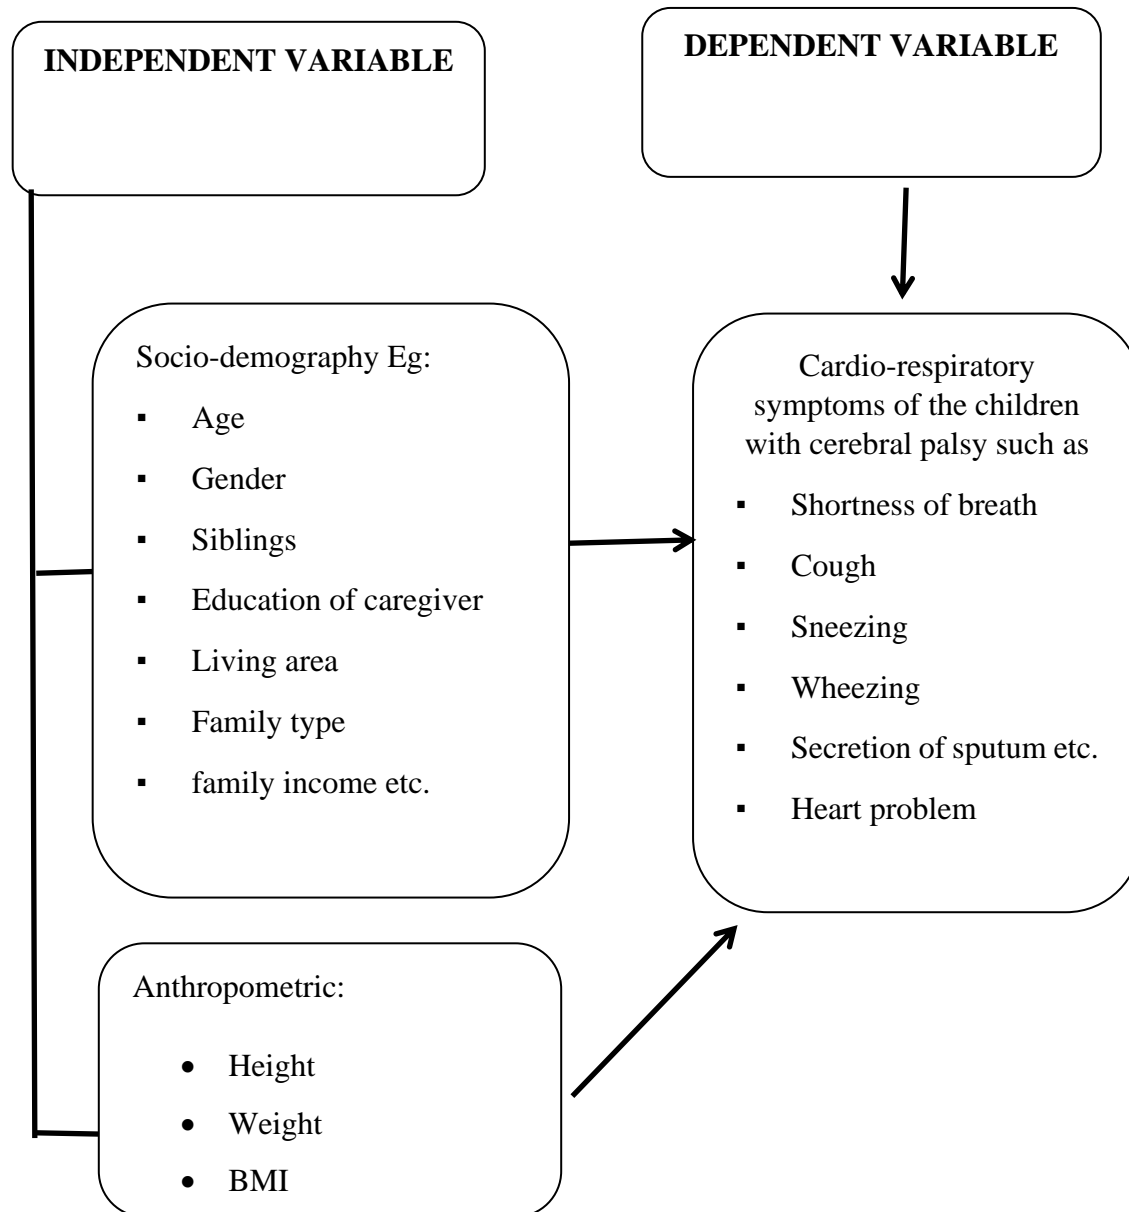 INDEPENDENT VARIABLE
DEPENDENT VARIABLE
Socio-demography Eg:
▪ Age
▪ Gender
▪ Siblings
▪ Education of caregiver
▪ Living area
▪ Family type
▪ family income etc.
Cardio-respiratory
symptoms of the children
with cerebral palsy such as
▪ Shortness of breath
▪ Cough
▪ Sneezing
▪ Wheezing
▪ Secretion of sputum etc.
▪ Heart problem
Anthropometric:
• Height
• Weight
• BMI